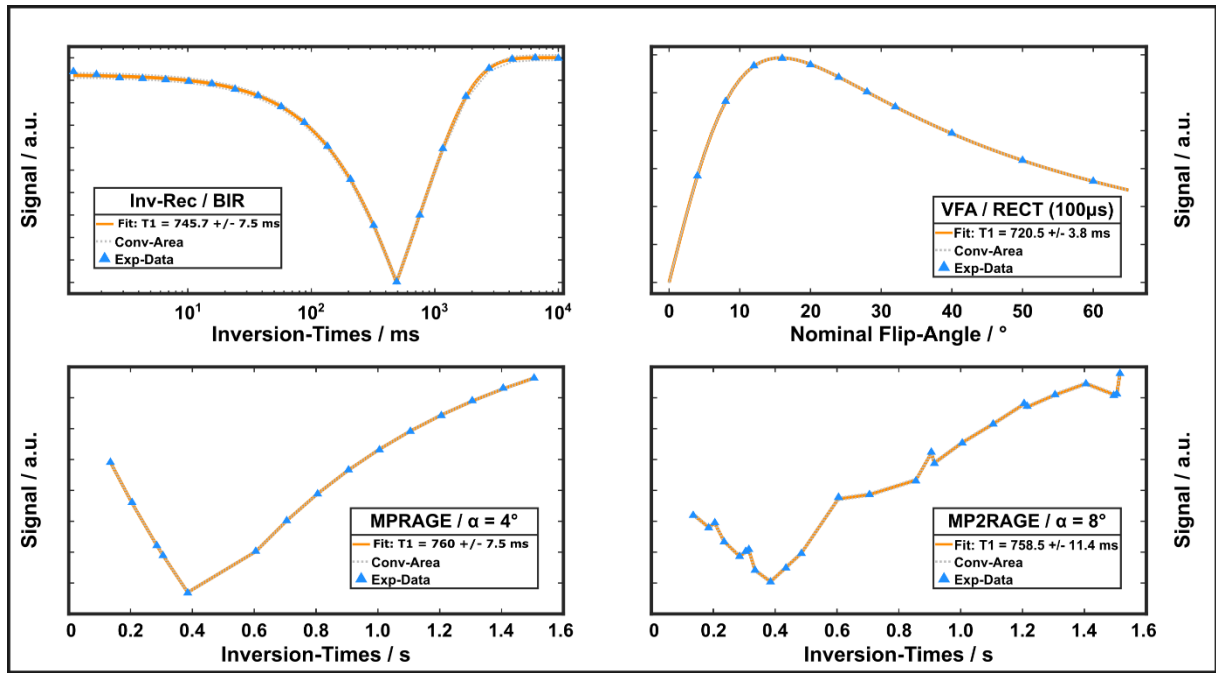 Signal / a.u.
Inv-Rec / BIR
Fit: T1 = 745.7 +/- 7.5 ms
Conv-Area
Exp-Data
10¹ 10² 10³ 10⁴
Inversion-Times / ms
Signal / a.u.
VFA / RECT (100µs)
Fit: T1 = 720.5 +/- 3.8 ms
Conv-Area
Exp-Data
0 10 20 30 40 50 60
Nominal Flip-Angle / °
Signal / a.u.
MPRAGE / α = 4°
Fit: T1 = 760 +/- 7.5 ms
Conv-Area
Exp-Data
0 0.2 0.4 0.6 0.8 1.0 1.2 1.4 1.6
Inversion-Times / s
Signal / a.u.
MP2RAGE / α = 8°
Fit: T1 = 758.5 +/- 11.4 ms
Conv-Area
Exp-Data
0 0.2 0.4 0.6 0.8 1.0 1.2 1.4 1.6
Inversion-Times / s